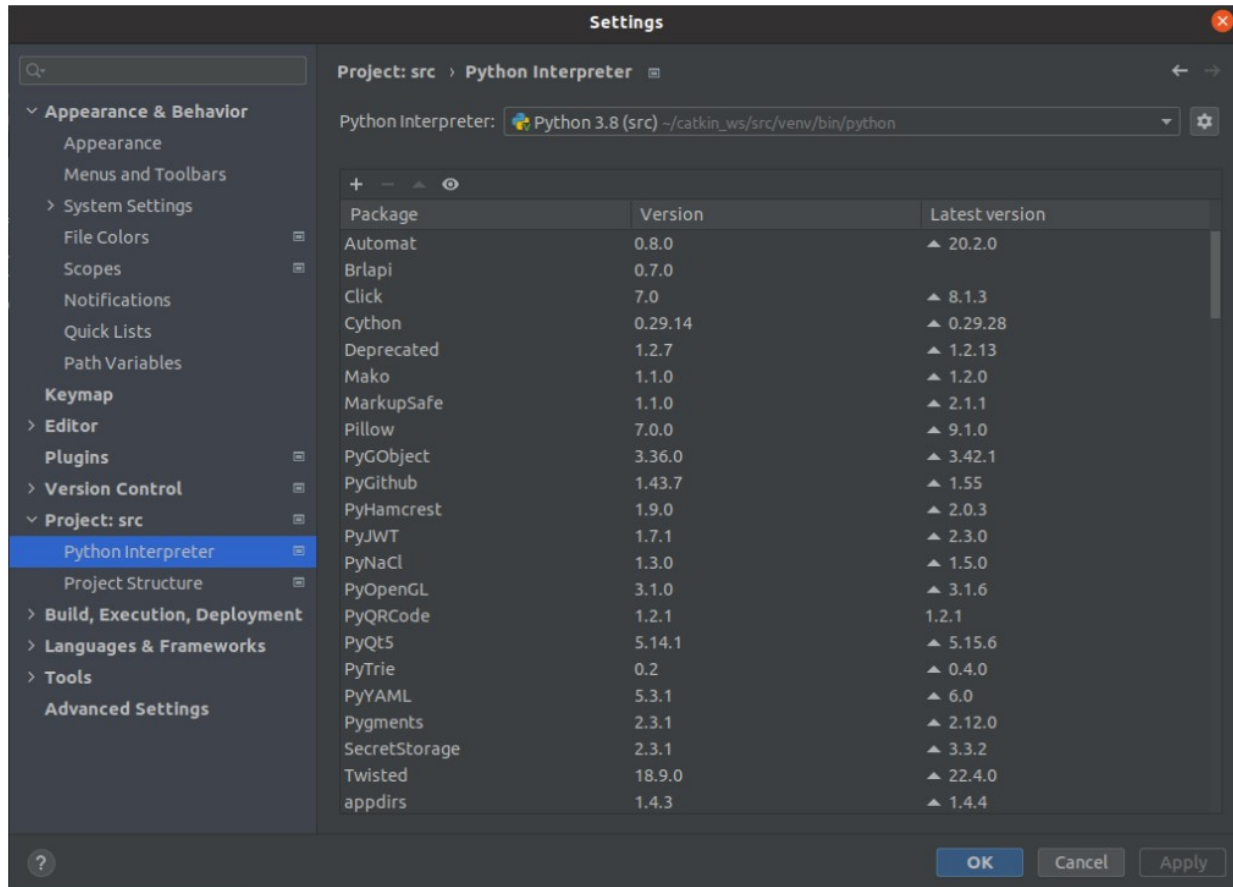 Settings
Project: src › Python Interpreter
Appearance & Behavior
Appearance
Menus and Toolbars
System Settings
File Colors
Scopes
Notifications
Quick Lists
Path Variables
Keymap
Editor
Plugins
Version Control
Project: src
Python Interpreter
Project Structure
Build, Execution, Deployment
Languages & Frameworks
Tools
Advanced Settings
Python Interpreter: Python 3.8 (src) ~/catkin_ws/src/venv/bin/python
Package Version Latest version
Automat 0.8.0 20.2.0
Brlapi 0.7.0
Click 7.0 8.1.3
Cython 0.29.14 0.29.28
Deprecated 1.2.7 1.2.13
Mako 1.1.0 1.2.0
MarkupSafe 1.1.0 2.1.1
Pillow 7.0.0 9.1.0
PyGObject 3.36.0 3.42.1
PyGithub 1.43.7 1.55
PyHamcrest 1.9.0 2.0.3
PyJWT 1.7.1 2.3.0
PyNaCl 1.3.0 1.5.0
PyOpenGL 3.1.0 3.1.6
PyQRCode 1.2.1 1.2.1
PyQt5 5.14.1 5.15.6
PyTrie 0.2 0.4.0
PyYAML 5.3.1 6.0
Pygments 2.3.1 2.12.0
SecretStorage 2.3.1 3.3.2
Twisted 18.9.0 22.4.0
appdirs 1.4.3 1.4.4
? OK Cancel Apply